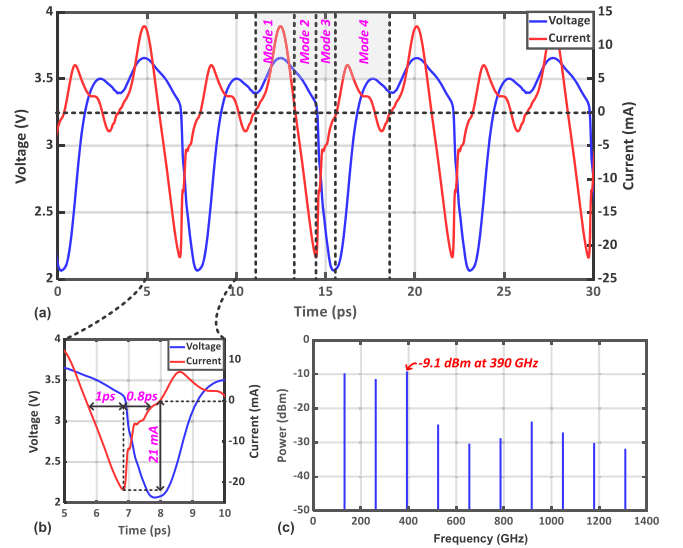 4
3.5
3
2.5
2
Voltage (V)
Mode 1
Mode 2
Mode 3
Mode 4
Voltage
Current
15
10
5
0
-5
-10
-15
-20
-25
Current (mA)
0
5
10
15
20
25
30
(a)
Time (ps)
4
3.5
3
2.5
2
Voltage (V)
1ps
0.8ps
21 mA
Voltage
Current
10
0
-10
-20
Current (mA)
5
6
7
8
9
10
(b)
Time (ps)
0
-10
-20
-30
-40
-50
Power (dBm)
-9.1 dBm at 390 GHz
0
200
400
600
800
1000
1200
1400
(c)
Frequency (GHz)